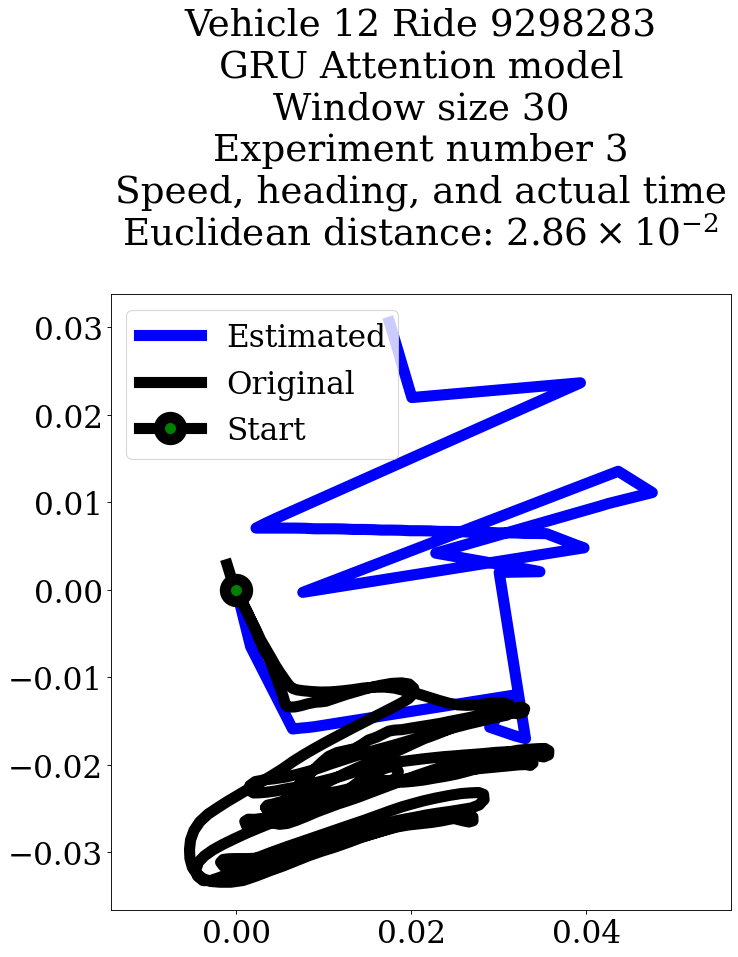 Vehicle 12 Ride 9298283
GRU Attention model
Window size 30
Experiment number 3
Speed, heading, and actual time
Euclidean distance: 2.86 × 10⁻²
Estimated
Original
Start
0.03
0.02
0.01
0.00
−0.01
−0.02
−0.03
0.00 0.02 0.04